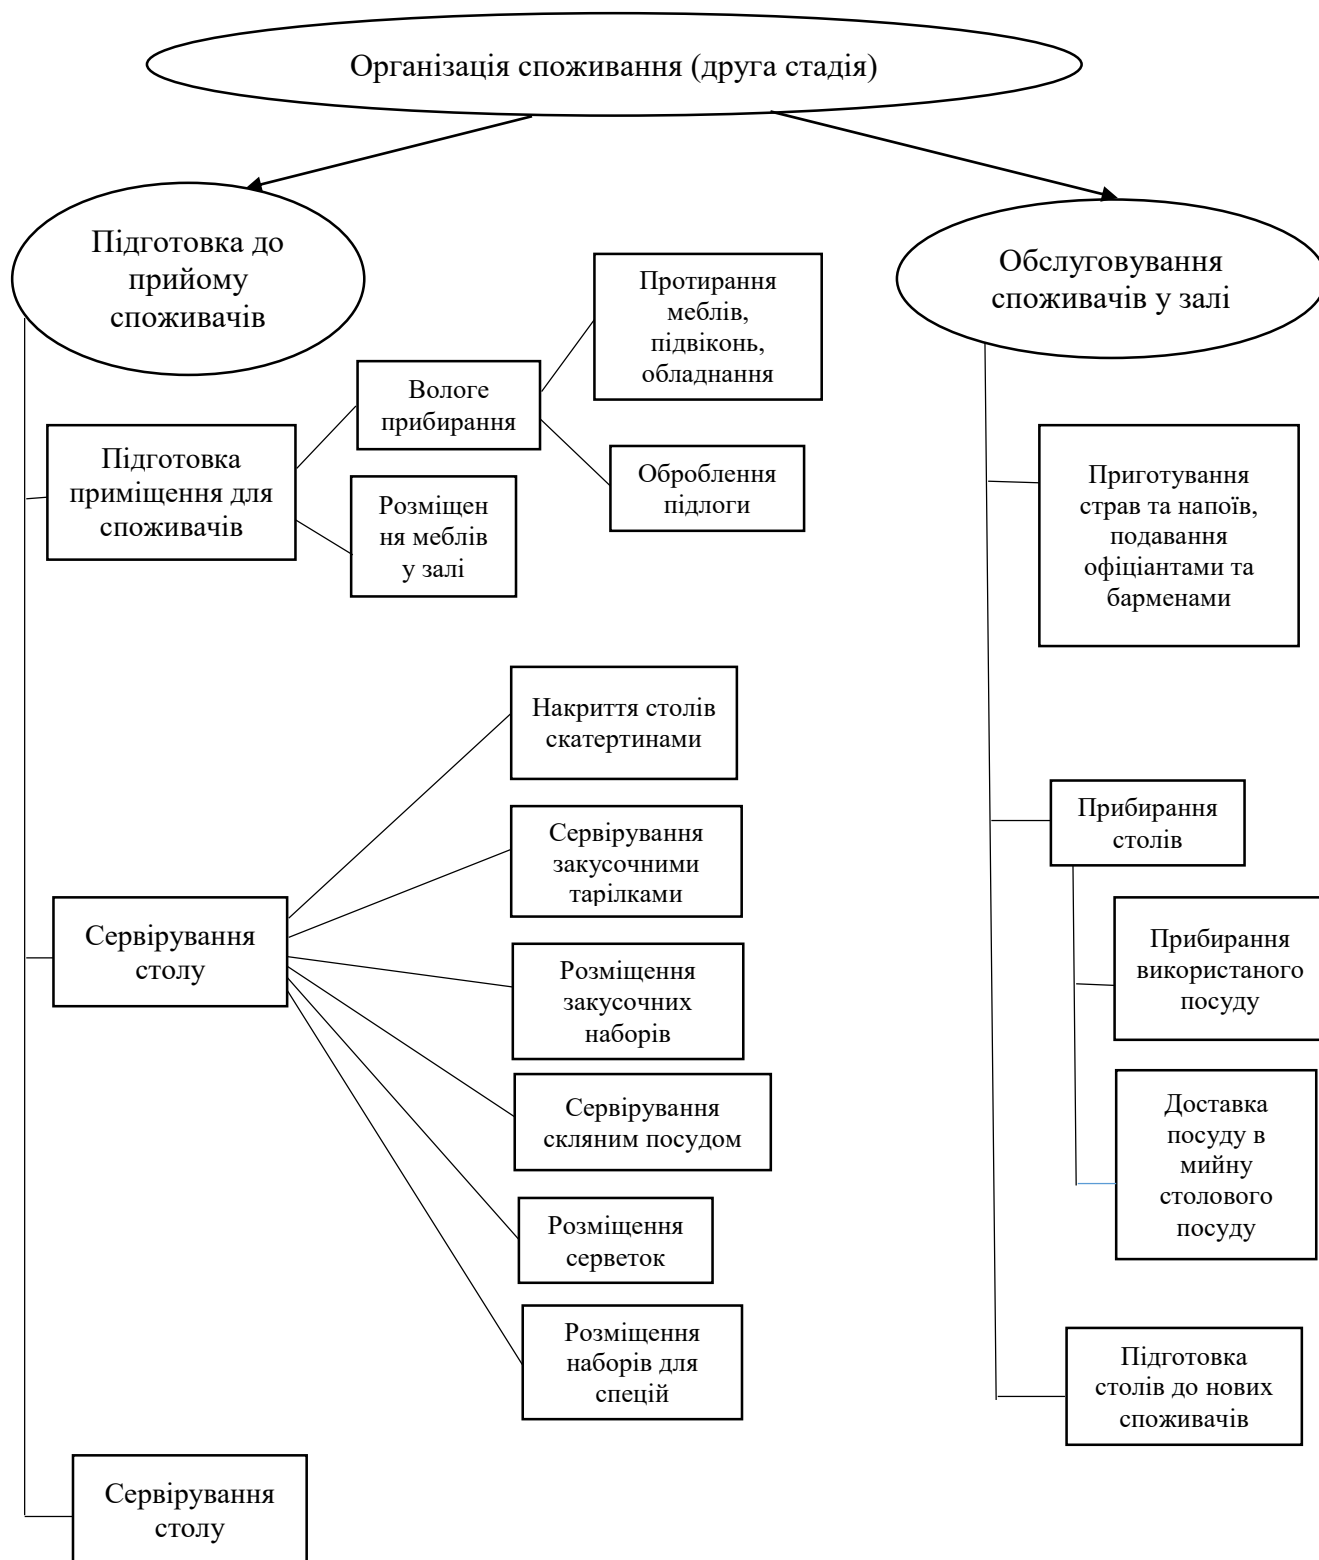 Організація споживання (друга стадія)
Підготовка до
прийому
споживачів
Обслуговування
споживачів у залі
Протирання
меблів,
підвіконь,
обладнання
Вологе
прибирання
Оброблення
підлоги
Підготовка
приміщення для
споживачів
Розміщен
ня меблів
у залі
Приготування
страв та напоїв,
подавання
офіціантами та
барменами
Накриття столів
скатертинами
Сервірування
закусочними
тарілками
Сервірування
столу
Розміщення
закусочних
наборів
Сервірування
скляним посудом
Розміщення
серветок
Розміщення
наборів для
спецій
Прибирання
столів
Прибирання
використаного
посуду
Доставка
посуду в
мийну
столового
посуду
Підготовка
столів до нових
споживачів
Сервірування
столу